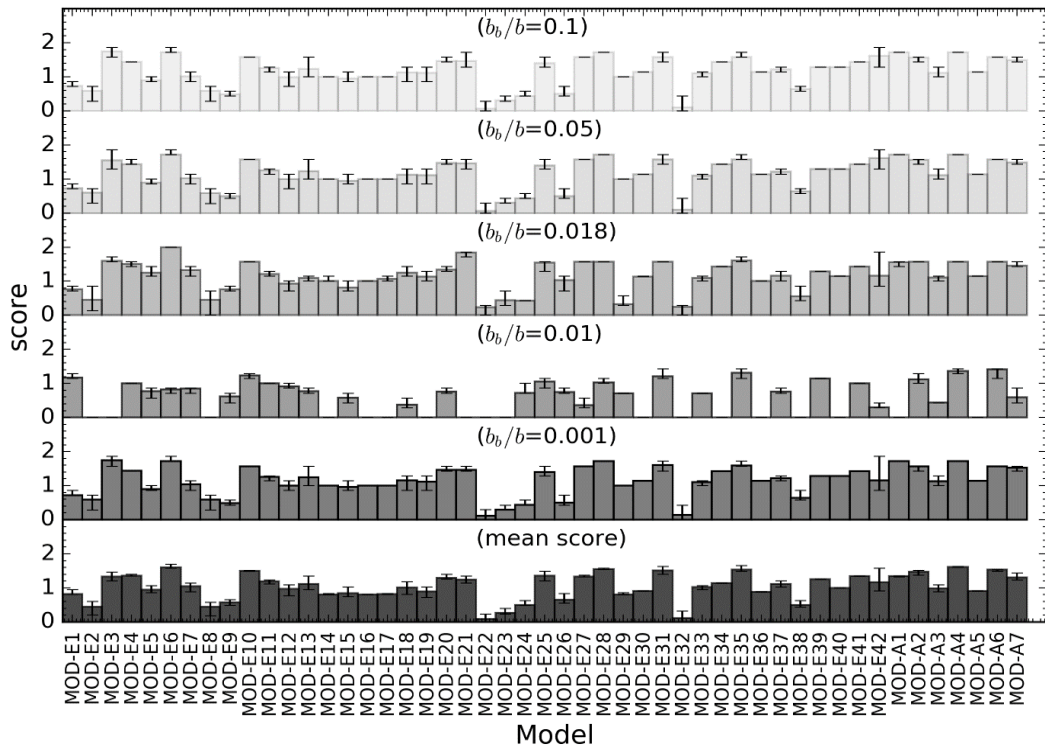 (b_b/b=0.1)
2
1
0
(b_b/b=0.05)
2
1
0
(b_b/b=0.018)
2
1
0
(b_b/b=0.01)
2
1
0
(b_b/b=0.001)
2
1
0
(mean score)
2
1
0
score
MOD-E1
MOD-E2
MOD-E3
MOD-E4
MOD-E5
MOD-E6
MOD-E7
MOD-E8
MOD-E9
MOD-E10
MOD-E11
MOD-E12
MOD-E13
MOD-E14
MOD-E15
MOD-E16
MOD-E17
MOD-E18
MOD-E19
MOD-E20
MOD-E21
MOD-E22
MOD-E23
MOD-E24
MOD-E25
MOD-E26
MOD-E27
MOD-E28
MOD-E29
MOD-E30
MOD-E31
MOD-E32
MOD-E33
MOD-E34
MOD-E35
MOD-E36
MOD-E37
MOD-E38
MOD-E39
MOD-E40
MOD-E41
MOD-E42
MOD-A1
MOD-A2
MOD-A3
MOD-A4
MOD-A5
MOD-A6
MOD-A7
Model